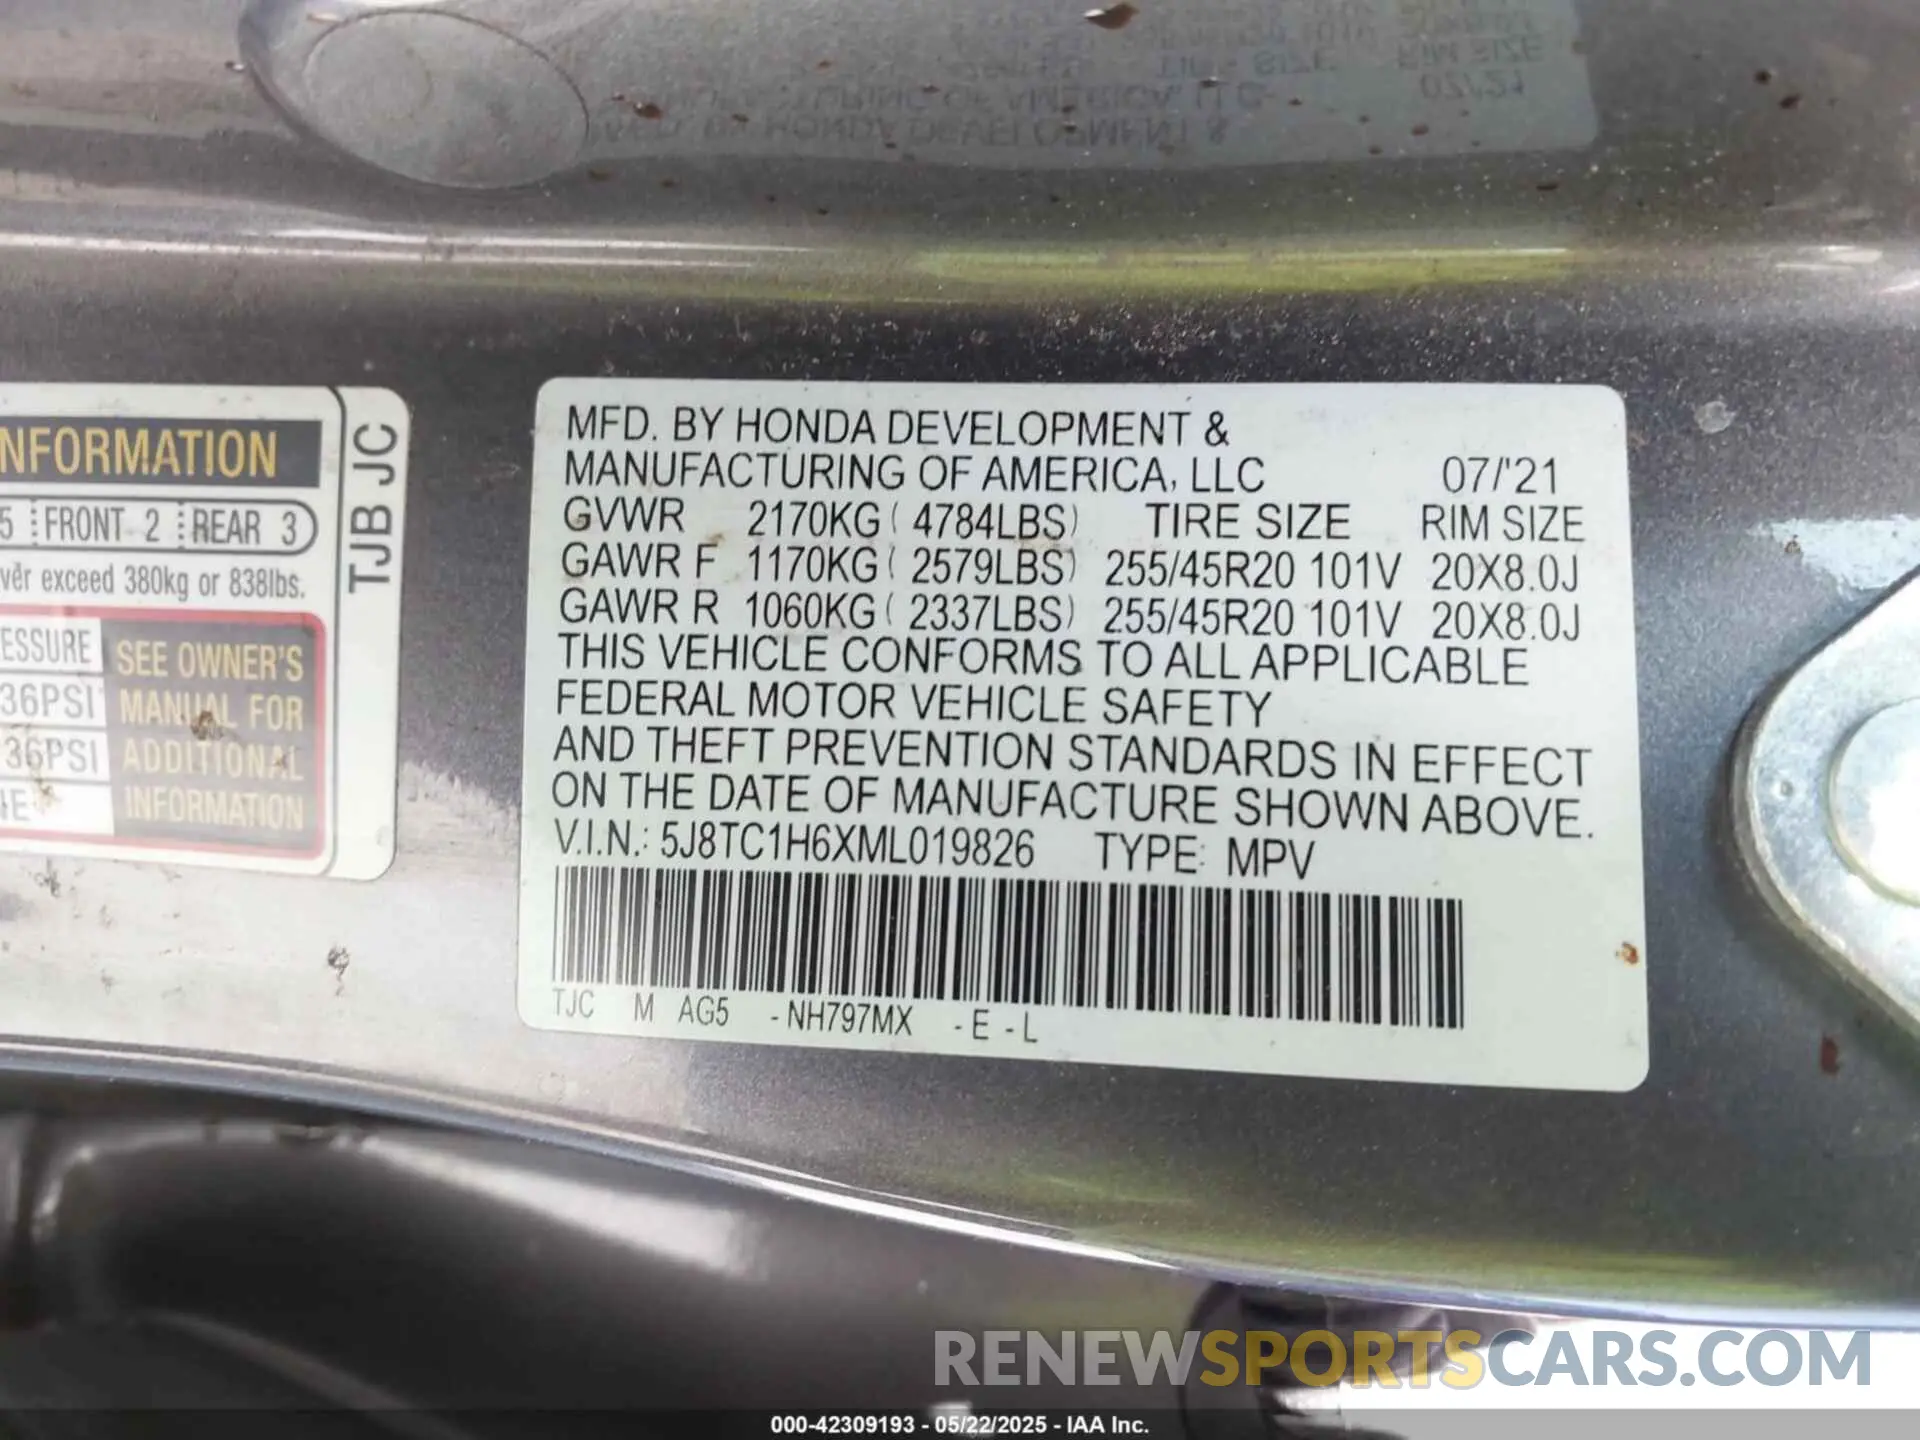 NFORMATION
5 FRONT 2 REAR 3
ver exceed 380kg or 838lbs.
ESSURE
36PSI
36PSI
SEE OWNER'S
MANUAL FOR
ADDITIONAL
INFORMATION
TJB JC
MFD. BY HONDA DEVELOPMENT &
MANUFACTURING OF AMERICA, LLC 07/'21
GVWR 2170KG ( 4784LBS) TIRE SIZE RIM SIZE
GAWR F 1170KG ( 2579LBS) 255/45R20 101V 20X8.0J
GAWR R 1060KG ( 2337LBS) 255/45R20 101V 20X8.0J
THIS VEHICLE CONFORMS TO ALL APPLICABLE
FEDERAL MOTOR VEHICLE SAFETY
AND THEFT PREVENTION STANDARDS IN EFFECT
ON THE DATE OF MANUFACTURE SHOWN ABOVE.
V.I.N.: 5J8TC1H6XML019826 TYPE: MPV
TJC M AG5 -NH797MX -E -L
RENEWSPORTSCARS.COM
000-42309193 - 05/22/2025 - IAA Inc.